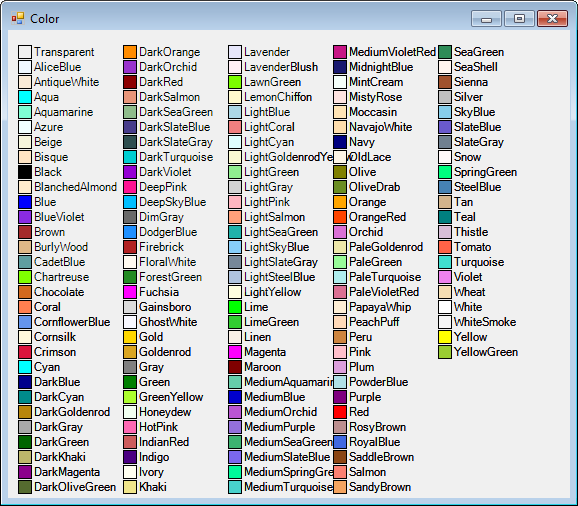 Color
Transparent
AliceBlue
AntiqueWhite
Aqua
Aquamarine
Azure
Beige
Bisque
Black
BlanchedAlmond
Blue
BlueViolet
Brown
BurlyWood
CadetBlue
Chartreuse
Chocolate
Coral
CornflowerBlue
Cornsilk
Crimson
Cyan
DarkBlue
DarkCyan
DarkGoldenrod
DarkGray
DarkGreen
DarkKhaki
DarkMagenta
DarkOliveGreen
DarkOrange
DarkOrchid
DarkRed
DarkSalmon
DarkSeaGreen
DarkSlateBlue
DarkSlateGray
DarkTurquoise
DarkViolet
DeepPink
DeepSkyBlue
DimGray
DodgerBlue
Firebrick
FloralWhite
ForestGreen
Fuchsia
Gainsboro
GhostWhite
Gold
Goldenrod
Gray
Green
GreenYellow
Honeydew
HotPink
IndianRed
Indigo
Ivory
Khaki
Lavender
LavenderBlush
LawnGreen
LemonChiffon
LightBlue
LightCoral
LightCyan
LightGoldenrodYe
LightGreen
LightGray
LightPink
LightSalmon
LightSeaGreen
LightSkyBlue
LightSlateGray
LightSteelBlue
LightYellow
Lime
LimeGreen
Linen
Magenta
Maroon
MediumAquamarin
MediumBlue
MediumOrchid
MediumPurple
MediumSeaGreen
MediumSlateBlue
MediumSpringGre
MediumTurquoise
MediumVioletRed
MidnightBlue
MintCream
MistyRose
Moccasin
NavajoWhite
Navy
OldLace
Olive
OliveDrab
Orange
OrangeRed
Orchid
PaleGoldenrod
PaleGreen
PaleTurquoise
PaleVioletRed
PapayaWhip
PeachPuff
Peru
Pink
Plum
PowderBlue
Purple
Red
RosyBrown
RoyalBlue
SaddleBrown
Salmon
SandyBrown
SeaGreen
SeaShell
Sienna
Silver
SkyBlue
SlateBlue
SlateGray
Snow
SpringGreen
SteelBlue
Tan
Teal
Thistle
Tomato
Turquoise
Violet
Wheat
White
WhiteSmoke
Yellow
YellowGreen